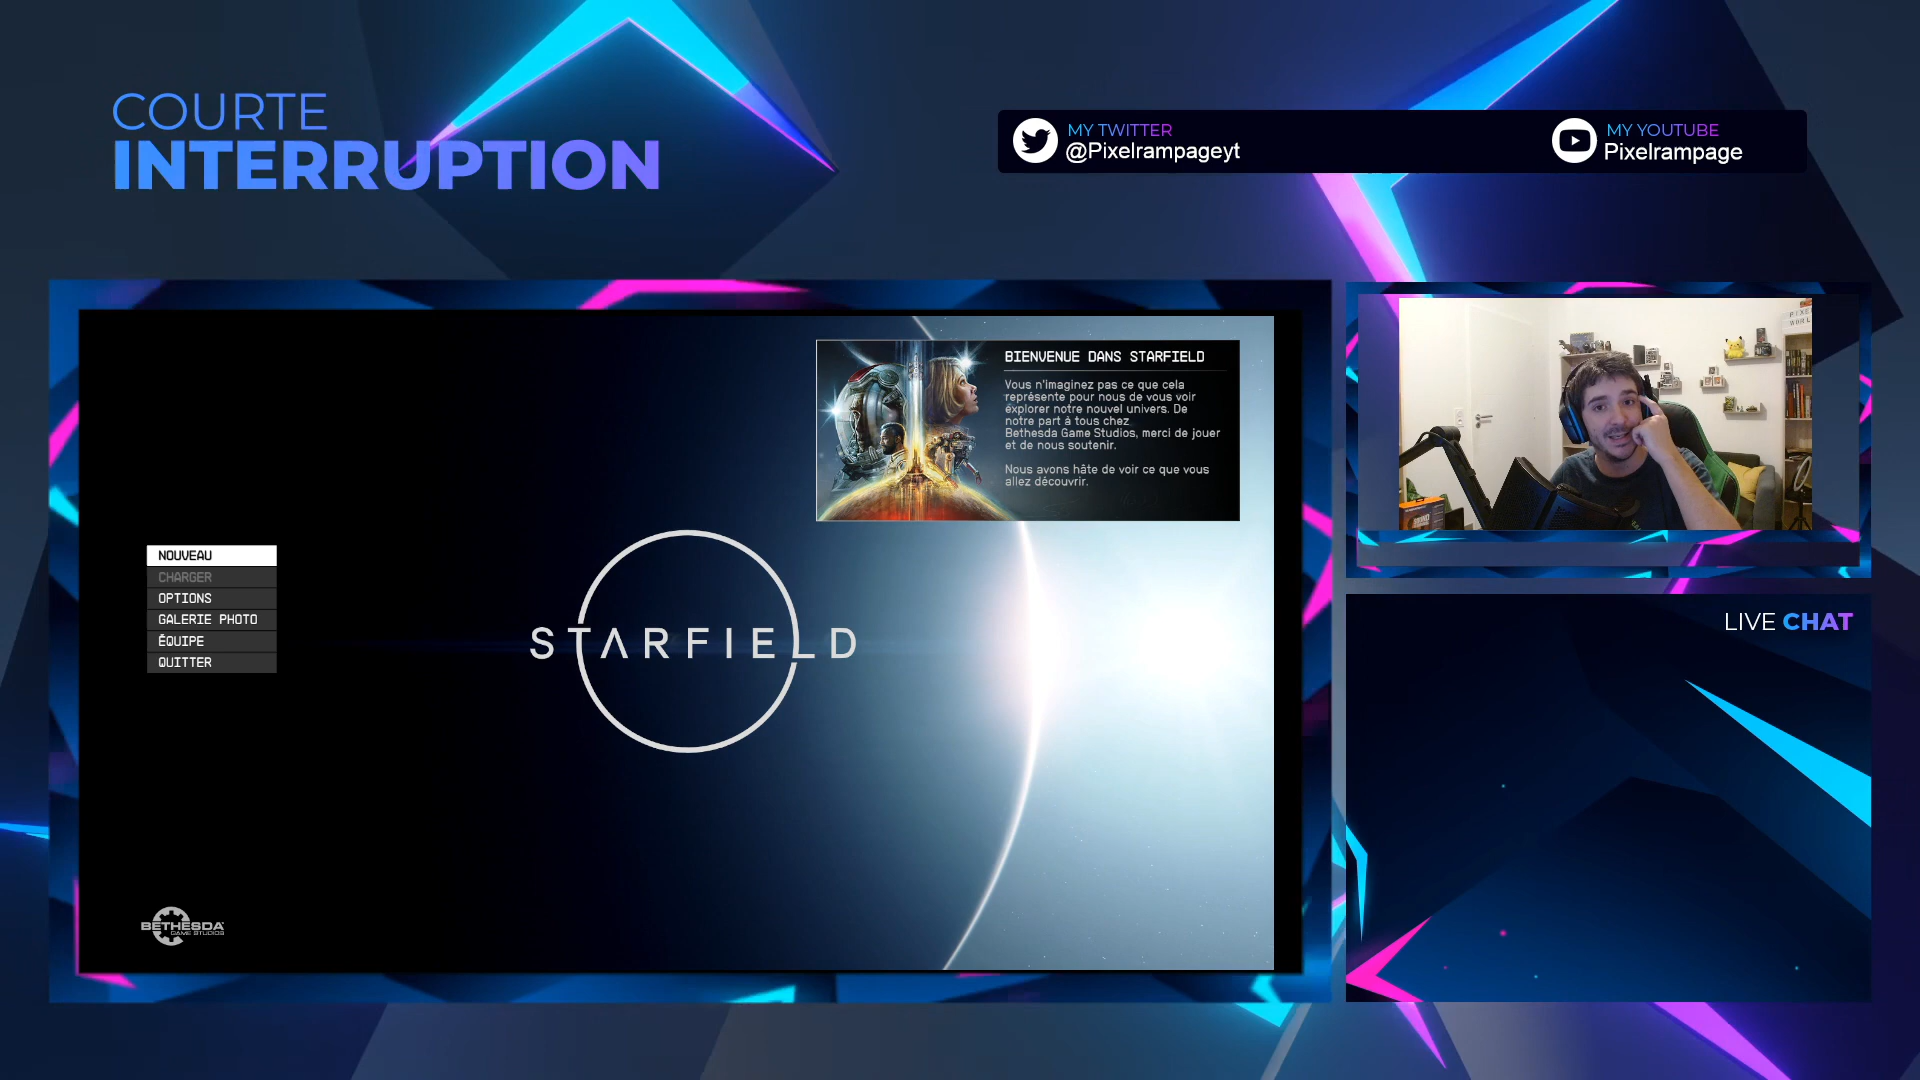 COURTE
INTERRUPTION
MY TWITTER
@Pixelrampageyt
MY YOUTUBE
Pixelrampage
BIENVENUE DANS STARFIELD
Vous n'imaginez pas ce que cela
représente pour nous de vous voir
explorer notre nouvel univers. De
notre part à tous chez
Bethesda Game Studios, merci de jouer
et de nous soutenir.
Nous avons hâte de voir ce que vous
allez découvrir.
NOUVEAU
CHARGER
OPTIONS
GALERIE PHOTO
ÉQUIPE
QUITTER
STARFIELD
BETHESDA
GAME STUDIOS
LIVE CHAT